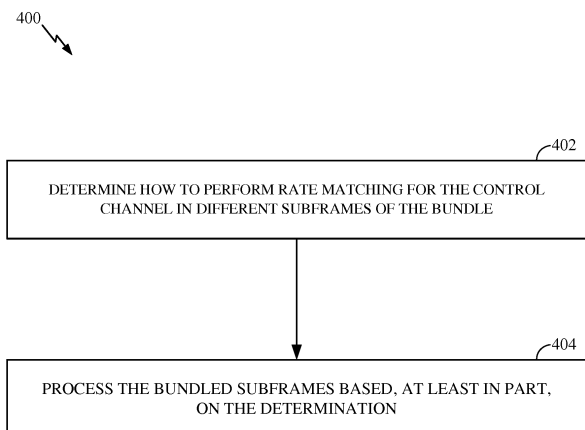 400
402
DETERMINE HOW TO PERFORM RATE MATCHING FOR THE CONTROL
CHANNEL IN DIFFERENT SUBFRAMES OF THE BUNDLE
404
PROCESS THE BUNDLED SUBFRAMES BASED, AT LEAST IN PART,
ON THE DETERMINATION